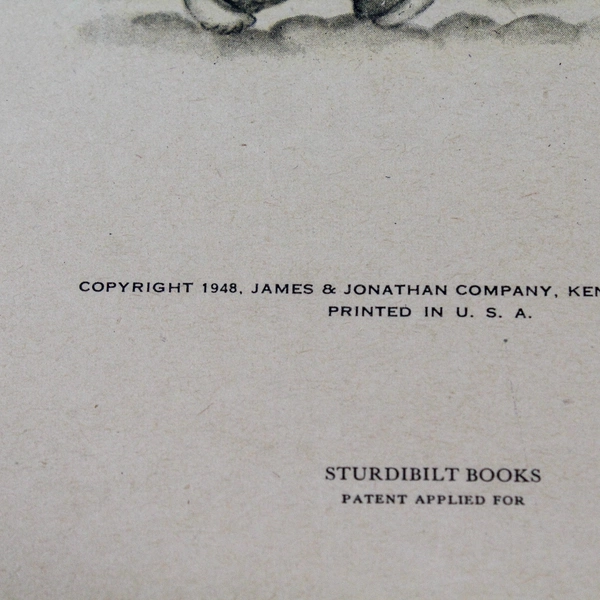 COPYRIGHT 1948, JAMES & JONATHAN COMPANY,
PRINTED IN U. S. A.
STURDIBILT BOOKS
PATENT APPLIED FOR